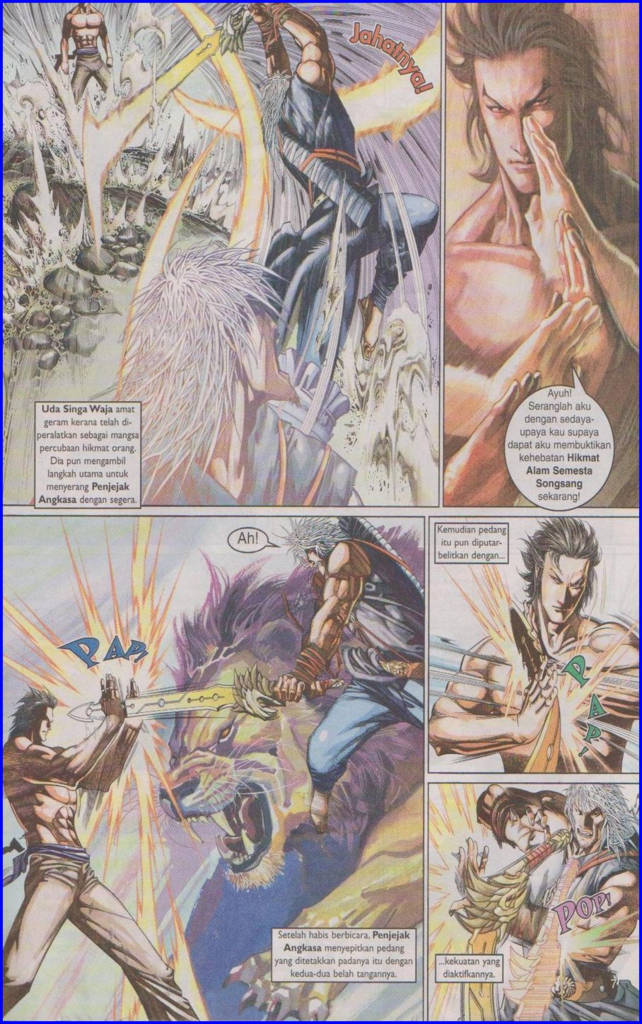 Jahatnya!
Uda Singa Waja amat
geram kerana telah di-
peralatkan sebagai mangsa
percubaan hikmat orang.
Dia pun mengambil
langkah utama untuk
menyerang Penjejak
Angkasa dengan segera.
Ayuh!
Seranglah aku
dengan sedaya-
upaya kau supaya
dapat aku membuktikan
kehebatan Hikmat
Alam Semesta
Songsang
sekarang!
Ah!
PAP!
Setelah habis berbicara, Penjejak
Angkasa menyepitkan pedang
yang ditetakkan padanya itu dengan
kedua-dua belah tangannya.
Kemudian pedang
itu pun diputar-
belitkan dengan...
PAP!
POP!
...kekuatan yang
diaktifkannya.